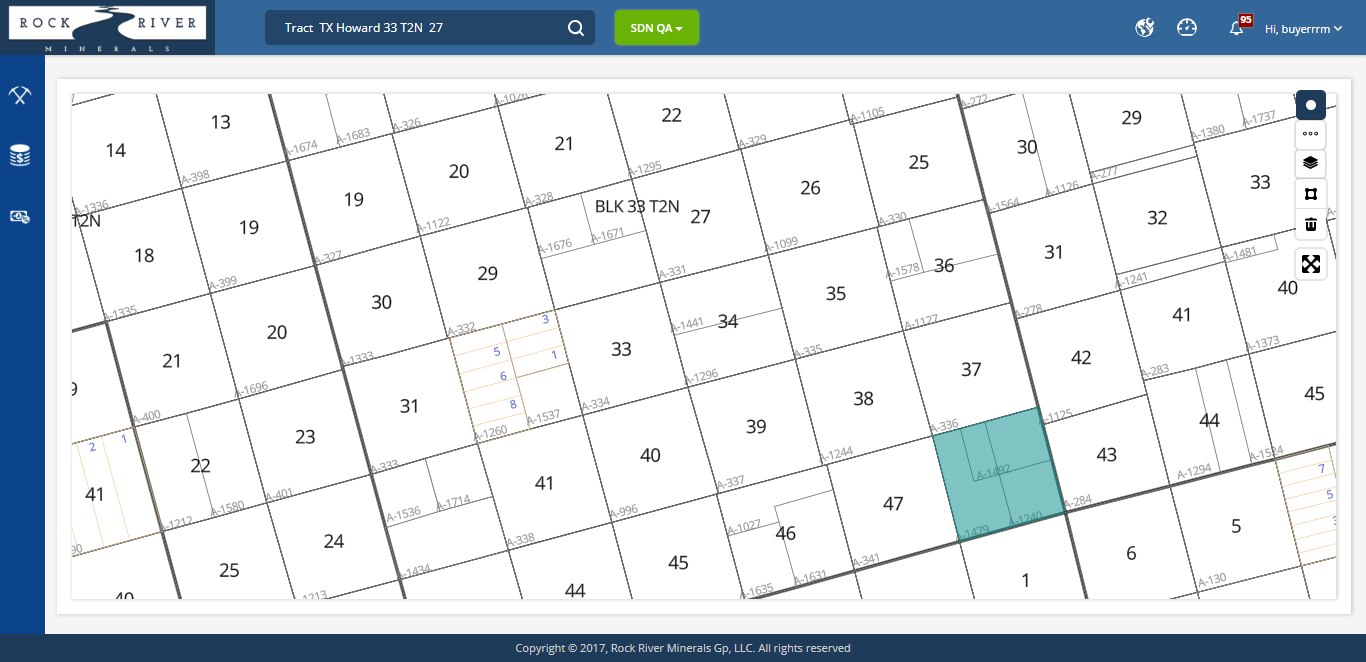 ROCK RIVER
MINERALS
Tract TX Howard 33 T2N 27
SDN QA
95
Hi, buyerrrm
14
13
A-1674
A-1683
A-326
A-1026
22
A-329
A-1105
A-272
29
A-1380
A-1737
A-1336
A-398
19
20
A-328
21
A-1295
26
25
30
A-1126
A-277
33
T2N
18
19
A-327
A-1122
BLK 33 T2N
27
A-1676
A-1671
A-1099
A-330
A-1564
32
A-1335
A-399
30
29
A-331
35
A-1578
36
31
A-1241
A-1481
40
20
A-332
3
A-1441
34
A-1127
A-278
41
21
A-1333
5
1
33
A-335
42
A-1373
A-400
A-1696
31
6
8
A-1296
38
37
A-283
45
2
1
23
A-1260
A-1537
A-334
39
A-336
A-1125
44
41
22
A-333
40
A-1244
A-1492
43
A-1294
A-1524
A-1212
A-1580
A-401
A-1536
A-1714
41
A-337
47
A-284
7
5
24
A-996
A-1027
46
A-1479
A-1240
5
25
A-1434
A-338
45
A-1635
A-1631
A-341
6
40
A-1213
44
1
A-130
Copyright © 2017, Rock River Minerals Gp, LLC. All rights reserved